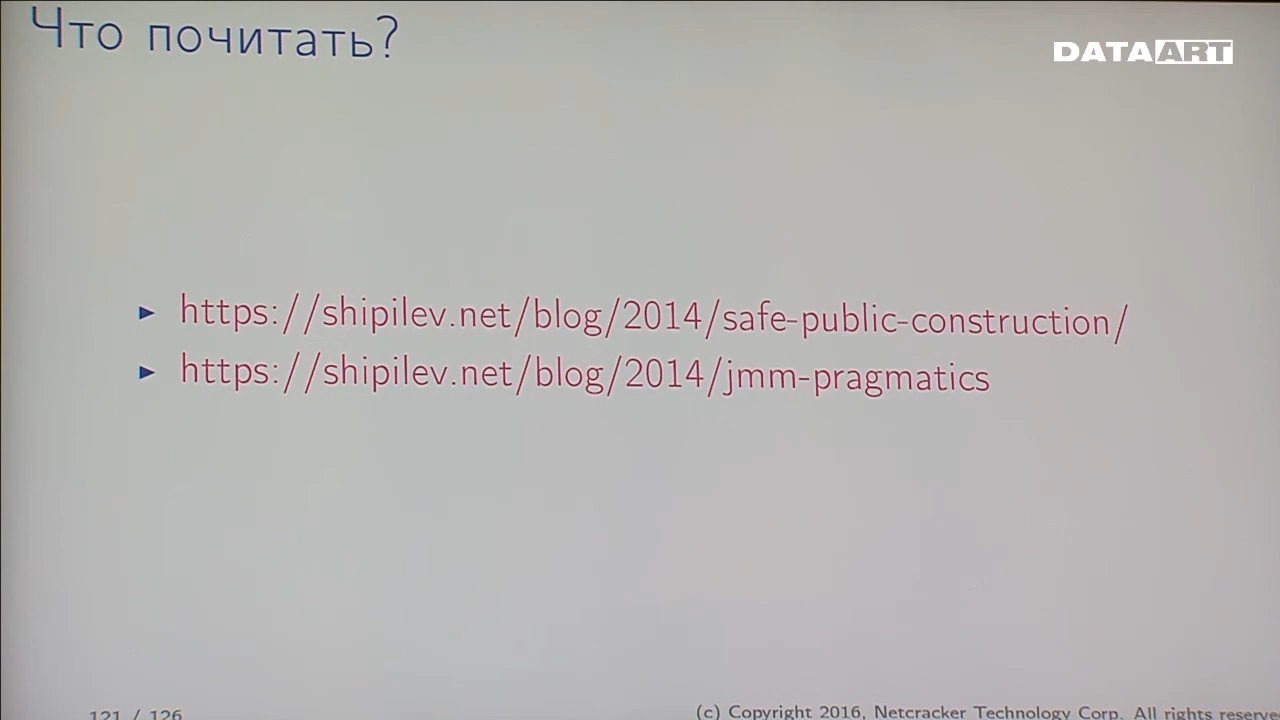 Что почитать?
DATAART
▶ https://shipilev.net/blog/2014/safe-public-construction/
▶ https://shipilev.net/blog/2014/jmm-pragmatics
121 / 126
(c) Copyright 2016, Netcracker Technology Corp. All rights reserve